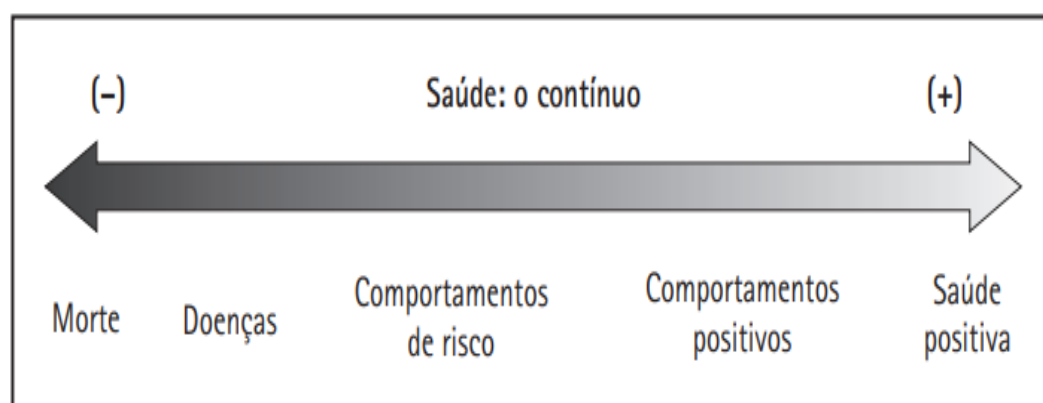 (–) Saúde: o contínuo (+)
Morte Doenças Comportamentos de risco Comportamentos positivos Saúde positiva